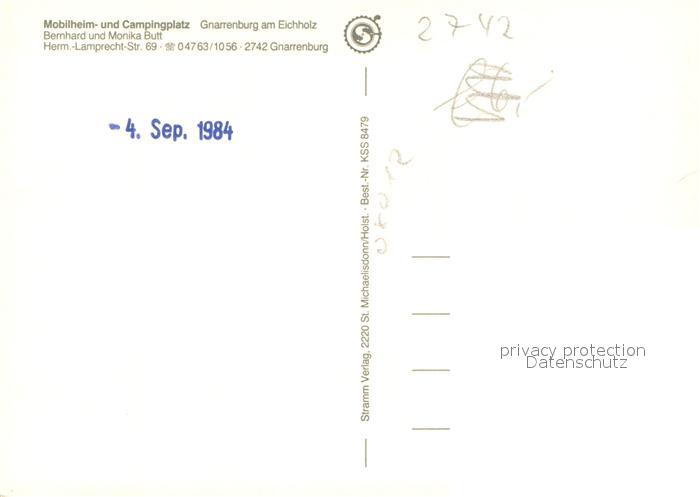 Mobilheim- und Campingplatz Gnarrenburg am Eichholz
Bernhard und Monika Butt
Herm.-Lamprecht-Str. 69 · ☏ 04763/1056 · 2742 Gnarrenburg
2742
- 4. Sep. 1984
Stramm Verlag, 2220 St. Michaelisdonn/Holst. · Best.-Nr. KSS 8479
privacy protection
Datenschutz